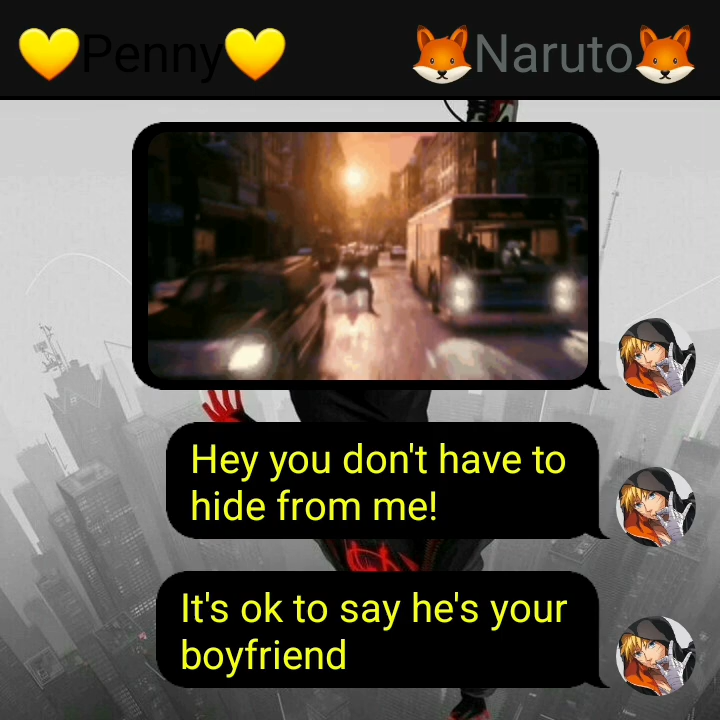 💛Penny💛 🦊Naruto🦊
Hey you don't have to
hide from me!
It's ok to say he's your
boyfriend